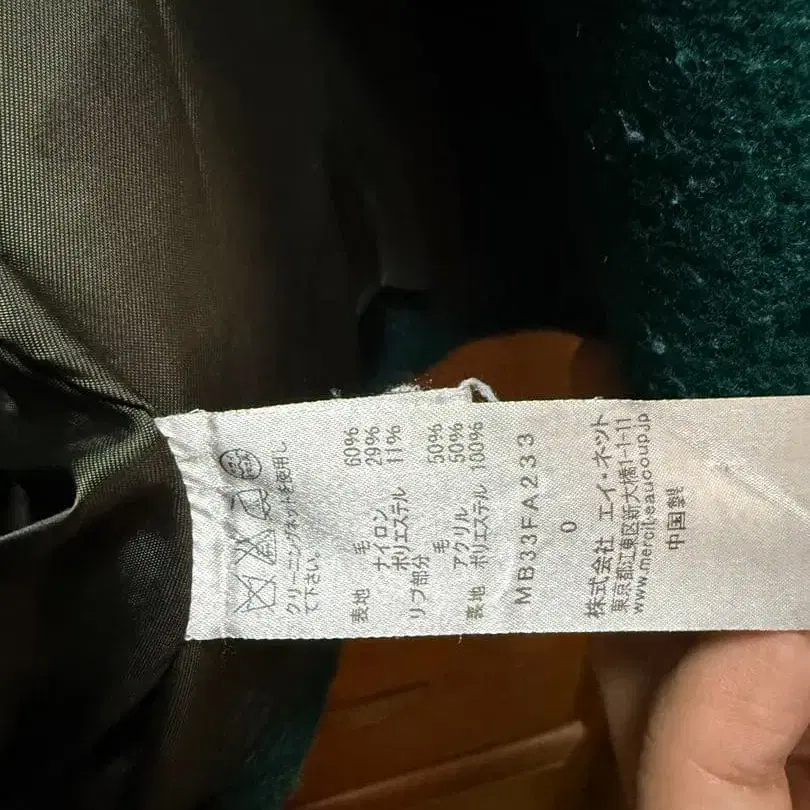 クリーニングネットを使用し
て下さい。
表地 毛 60%
ナイロン 29%
ポリエステル 11%
リブ部分
毛 50%
アクリル 50%
裏地 ポリエステル 100%
MB33FA233
0
株式会社 エイ・ネット
東京都江東区新大橋1-1-11
www.mercibeaucoup.jp
中国製